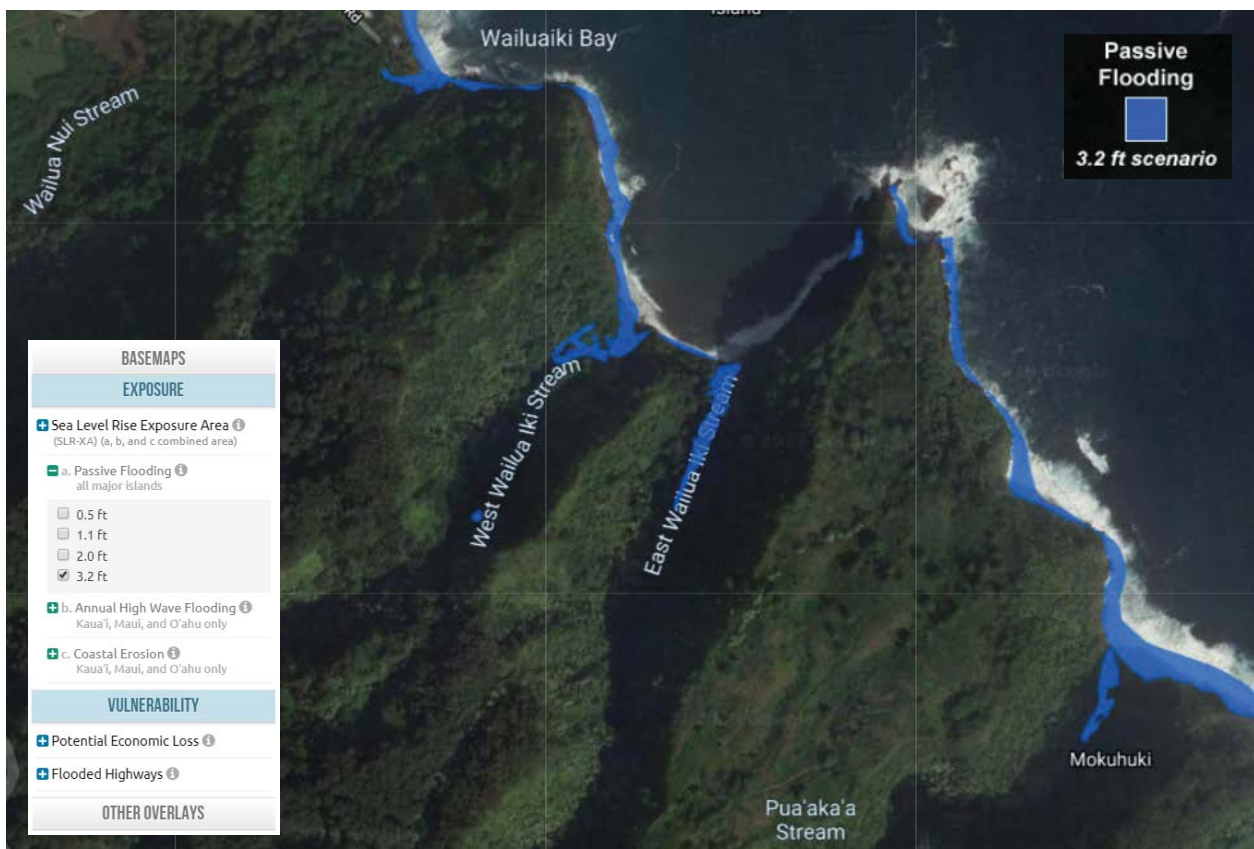 Rd
Island
Wailuaiki Bay
Passive
Flooding
3.2 ft scenario
Wailua Nui Stream
West Wailua Iki Stream
East Wailua Iki Stream
Mokuhuki
Pua'aka'a
Stream
BASEMAPS
EXPOSURE
Sea Level Rise Exposure Area
(SLR-XA) (a, b, and c combined area)
a. Passive Flooding
all major islands
0.5 ft
1.1 ft
2.0 ft
3.2 ft
b. Annual High Wave Flooding
Kaua'i, Maui, and O'ahu only
c. Coastal Erosion
Kaua'i, Maui, and O'ahu only
VULNERABILITY
Potential Economic Loss
Flooded Highways
OTHER OVERLAYS